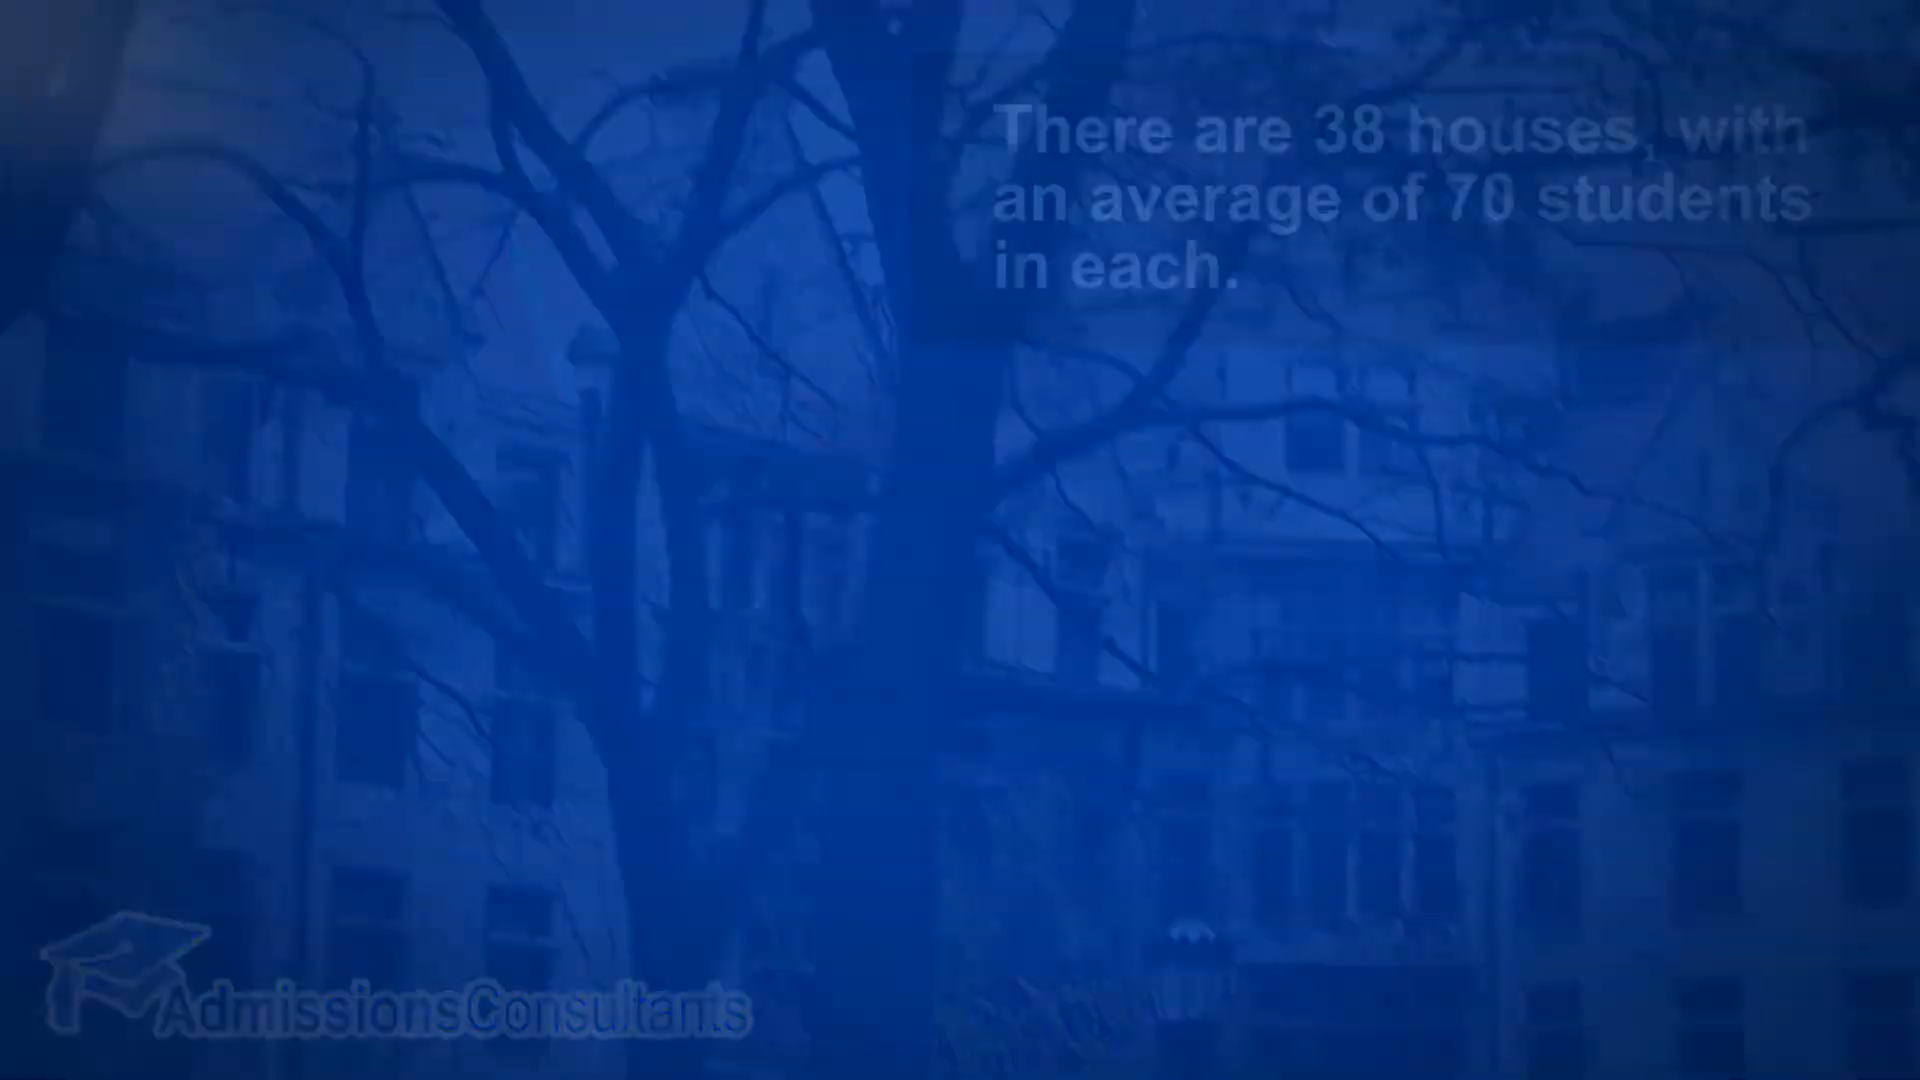 There are 38 houses, with
an average of 70 students
in each.
AdmissionsConsultants